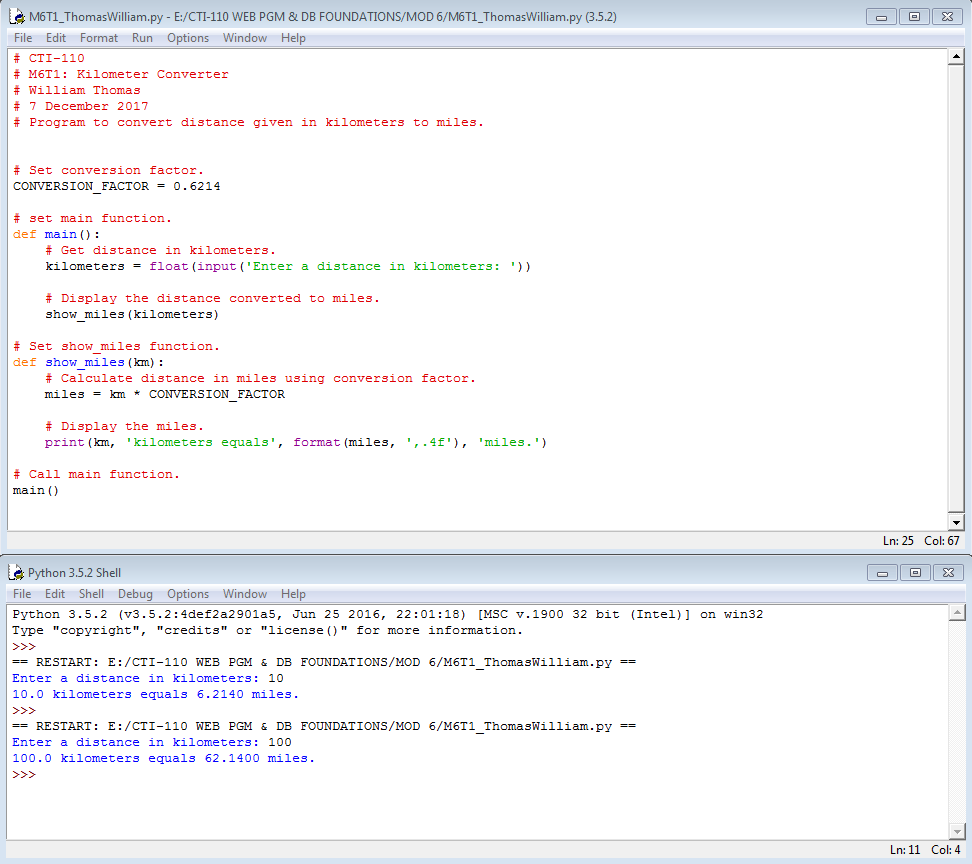 M6T1_ThomasWilliam.py - E:/CTI-110 WEB PGM & DB FOUNDATIONS/MOD 6/M6T1_ThomasWilliam.py (3.5.2)
File Edit Format Run Options Window Help
# CTI-110
# M6T1: Kilometer Converter
# William Thomas
# 7 December 2017
# Program to convert distance given in kilometers to miles.
# Set conversion factor.
CONVERSION_FACTOR = 0.6214
# set main function.
def main():
    # Get distance in kilometers.
    kilometers = float(input('Enter a distance in kilometers: '))
    # Display the distance converted to miles.
    show_miles(kilometers)
# Set show_miles function.
def show_miles(km):
    # Calculate distance in miles using conversion factor.
    miles = km * CONVERSION_FACTOR
    # Display the miles.
    print(km, 'kilometers equals', format(miles, ',.4f'), 'miles.')
# Call main function.
main()
Ln: 25 Col: 67
Python 3.5.2 Shell
File Edit Shell Debug Options Window Help
Python 3.5.2 (v3.5.2:4def2a2901a5, Jun 25 2016, 22:01:18) [MSC v.1900 32 bit (Intel)] on win32
Type "copyright", "credits" or "license()" for more information.
>>>
== RESTART: E:/CTI-110 WEB PGM & DB FOUNDATIONS/MOD 6/M6T1_ThomasWilliam.py ==
Enter a distance in kilometers: 10
10.0 kilometers equals 6.2140 miles.
>>>
== RESTART: E:/CTI-110 WEB PGM & DB FOUNDATIONS/MOD 6/M6T1_ThomasWilliam.py ==
Enter a distance in kilometers: 100
100.0 kilometers equals 62.1400 miles.
>>>
Ln: 11 Col: 4